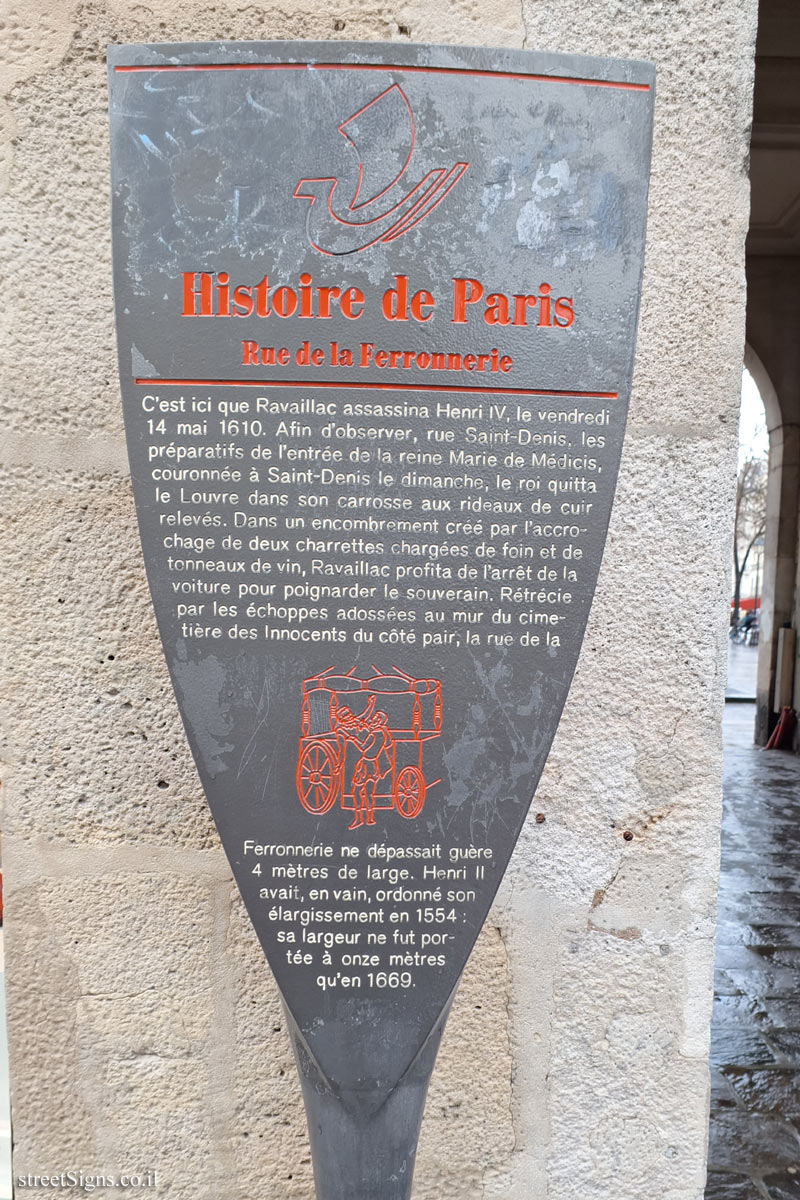 Histoire de Paris
Rue de la Ferronnerie
C'est ici que Ravaillac assassina Henri IV, le vendredi
14 mai 1610. Afin d'observer, rue Saint-Denis, les
préparatifs de l'entrée de la reine Marie de Médicis,
couronnée à Saint-Denis le dimanche, le roi quitta
le Louvre dans son carrosse aux rideaux de cuir
relevés. Dans un encombrement créé par l'accro-
chage de deux charrettes chargées de foin et de
tonneaux de vin, Ravaillac profita de l'arrêt de la
voiture pour poignarder le souverain. Rétrécie
par les échoppes adossées au mur du cime-
tière des Innocents du côté pair, la rue de la
Ferronnerie ne dépassait guère
4 mètres de large. Henri II
avait, en vain, ordonné son
élargissement en 1554 :
sa largeur ne fut por-
tée à onze mètres
qu'en 1669.
streetSigns.co.il